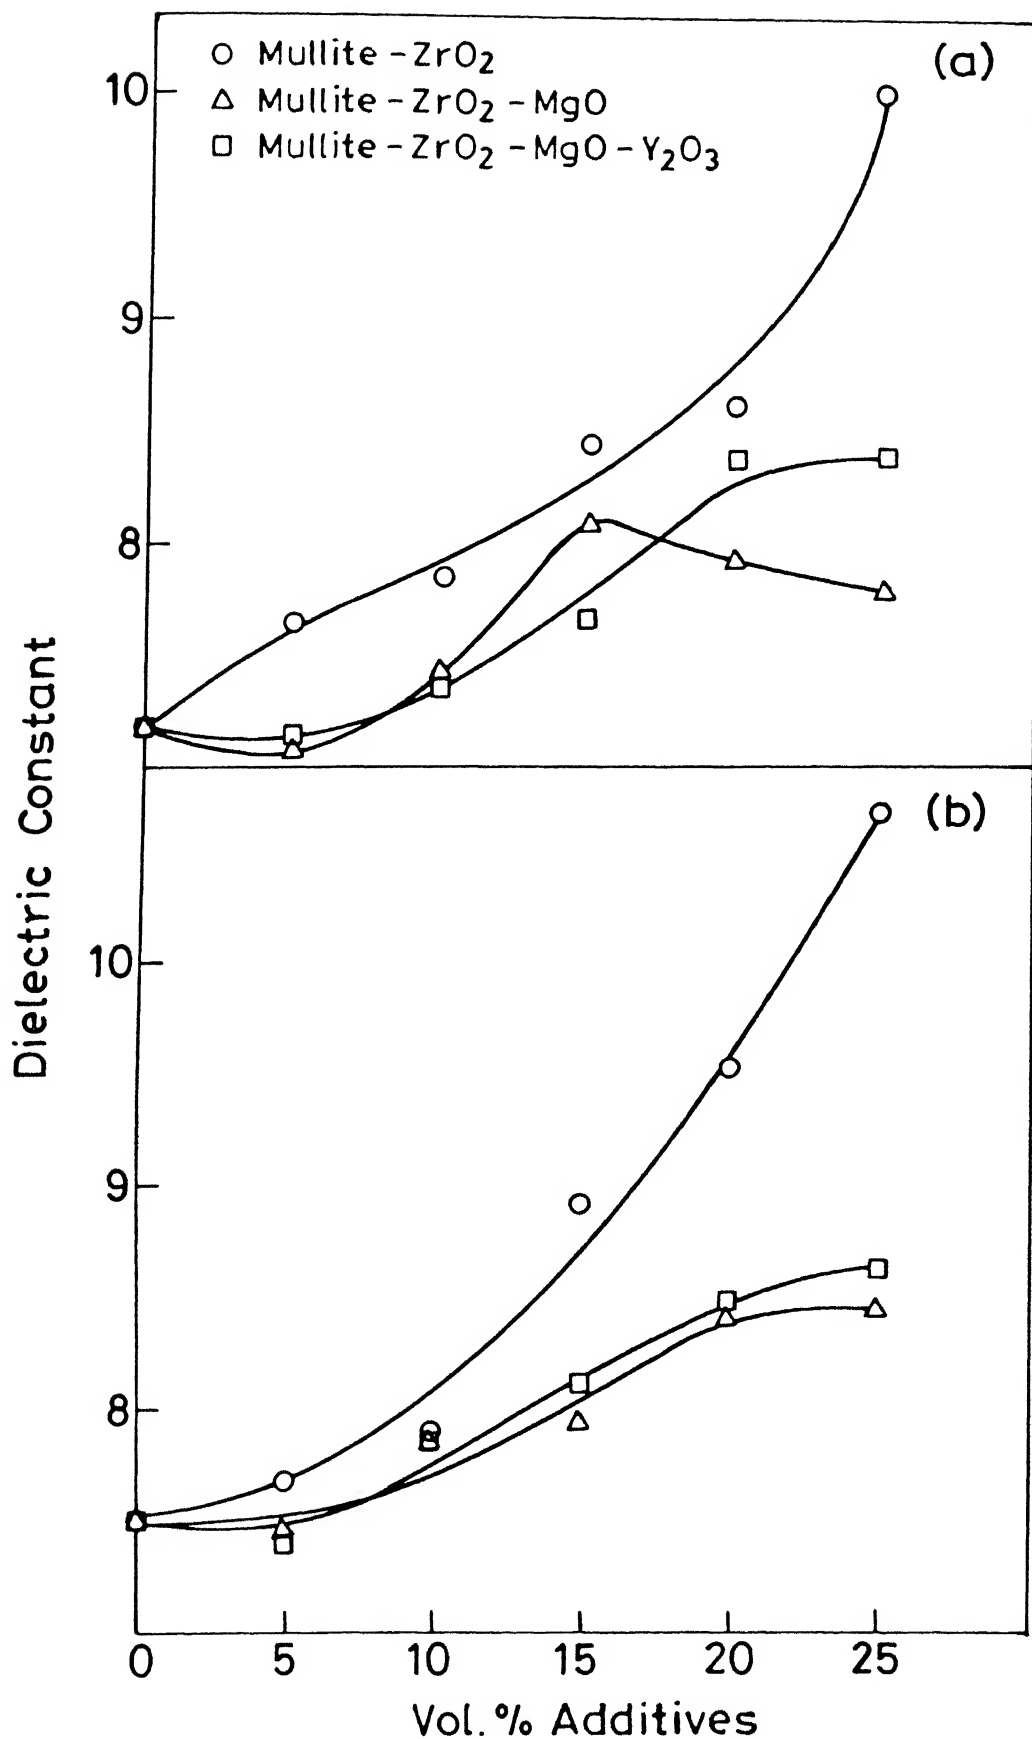 Mullite – ZrO₂
Mullite – ZrO₂ – MgO
Mullite – ZrO₂ – MgO – Y₂O₃
(a)
10
9
8
(b)
10
9
8
Dielectric Constant
0 5 10 15 20 25
Vol. % Additives